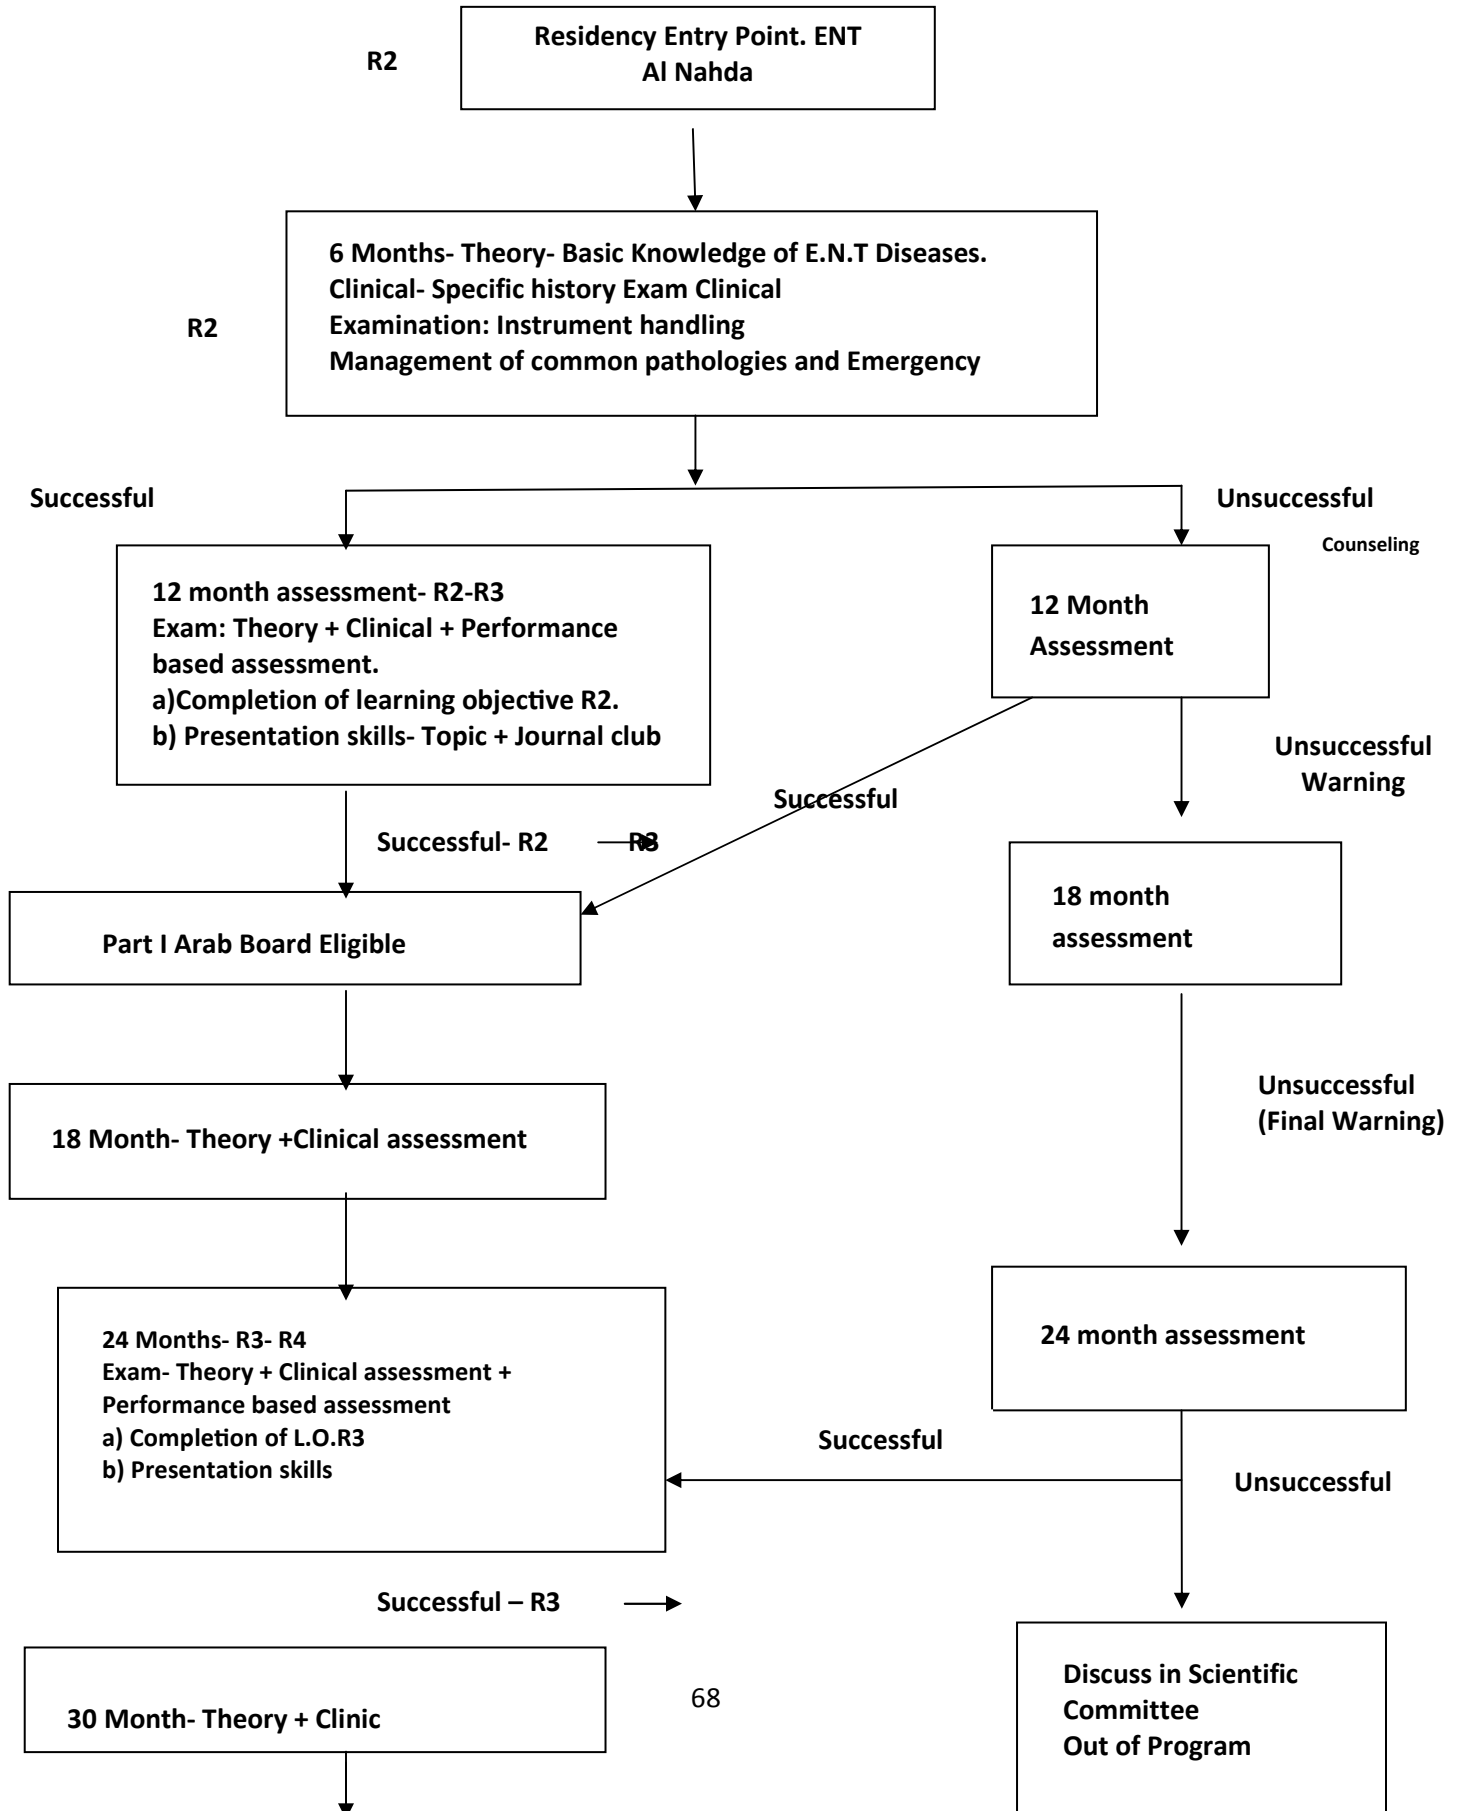 Residency Entry Point. ENT
Al Nahda
R2
6 Months- Theory- Basic Knowledge of E.N.T Diseases.
Clinical- Specific history Exam Clinical
Examination: Instrument handling
Management of common pathologies and Emergency
R2
Successful
Unsuccessful
Counseling
12 month assessment- R2-R3
Exam: Theory + Clinical + Performance
based assessment.
a)Completion of learning objective R2.
b) Presentation skills- Topic + Journal club
12 Month
Assessment
Unsuccessful
Warning
Successful
Successful- R2 R3
Part I Arab Board Eligible
18 month
assessment
Unsuccessful
(Final Warning)
18 Month- Theory +Clinical assessment
24 Months- R3- R4
Exam- Theory + Clinical assessment +
Performance based assessment
a) Completion of L.O.R3
b) Presentation skills
24 month assessment
Successful
Unsuccessful
Successful – R3
30 Month- Theory + Clinic
Discuss in Scientific
Committee
Out of Program
68